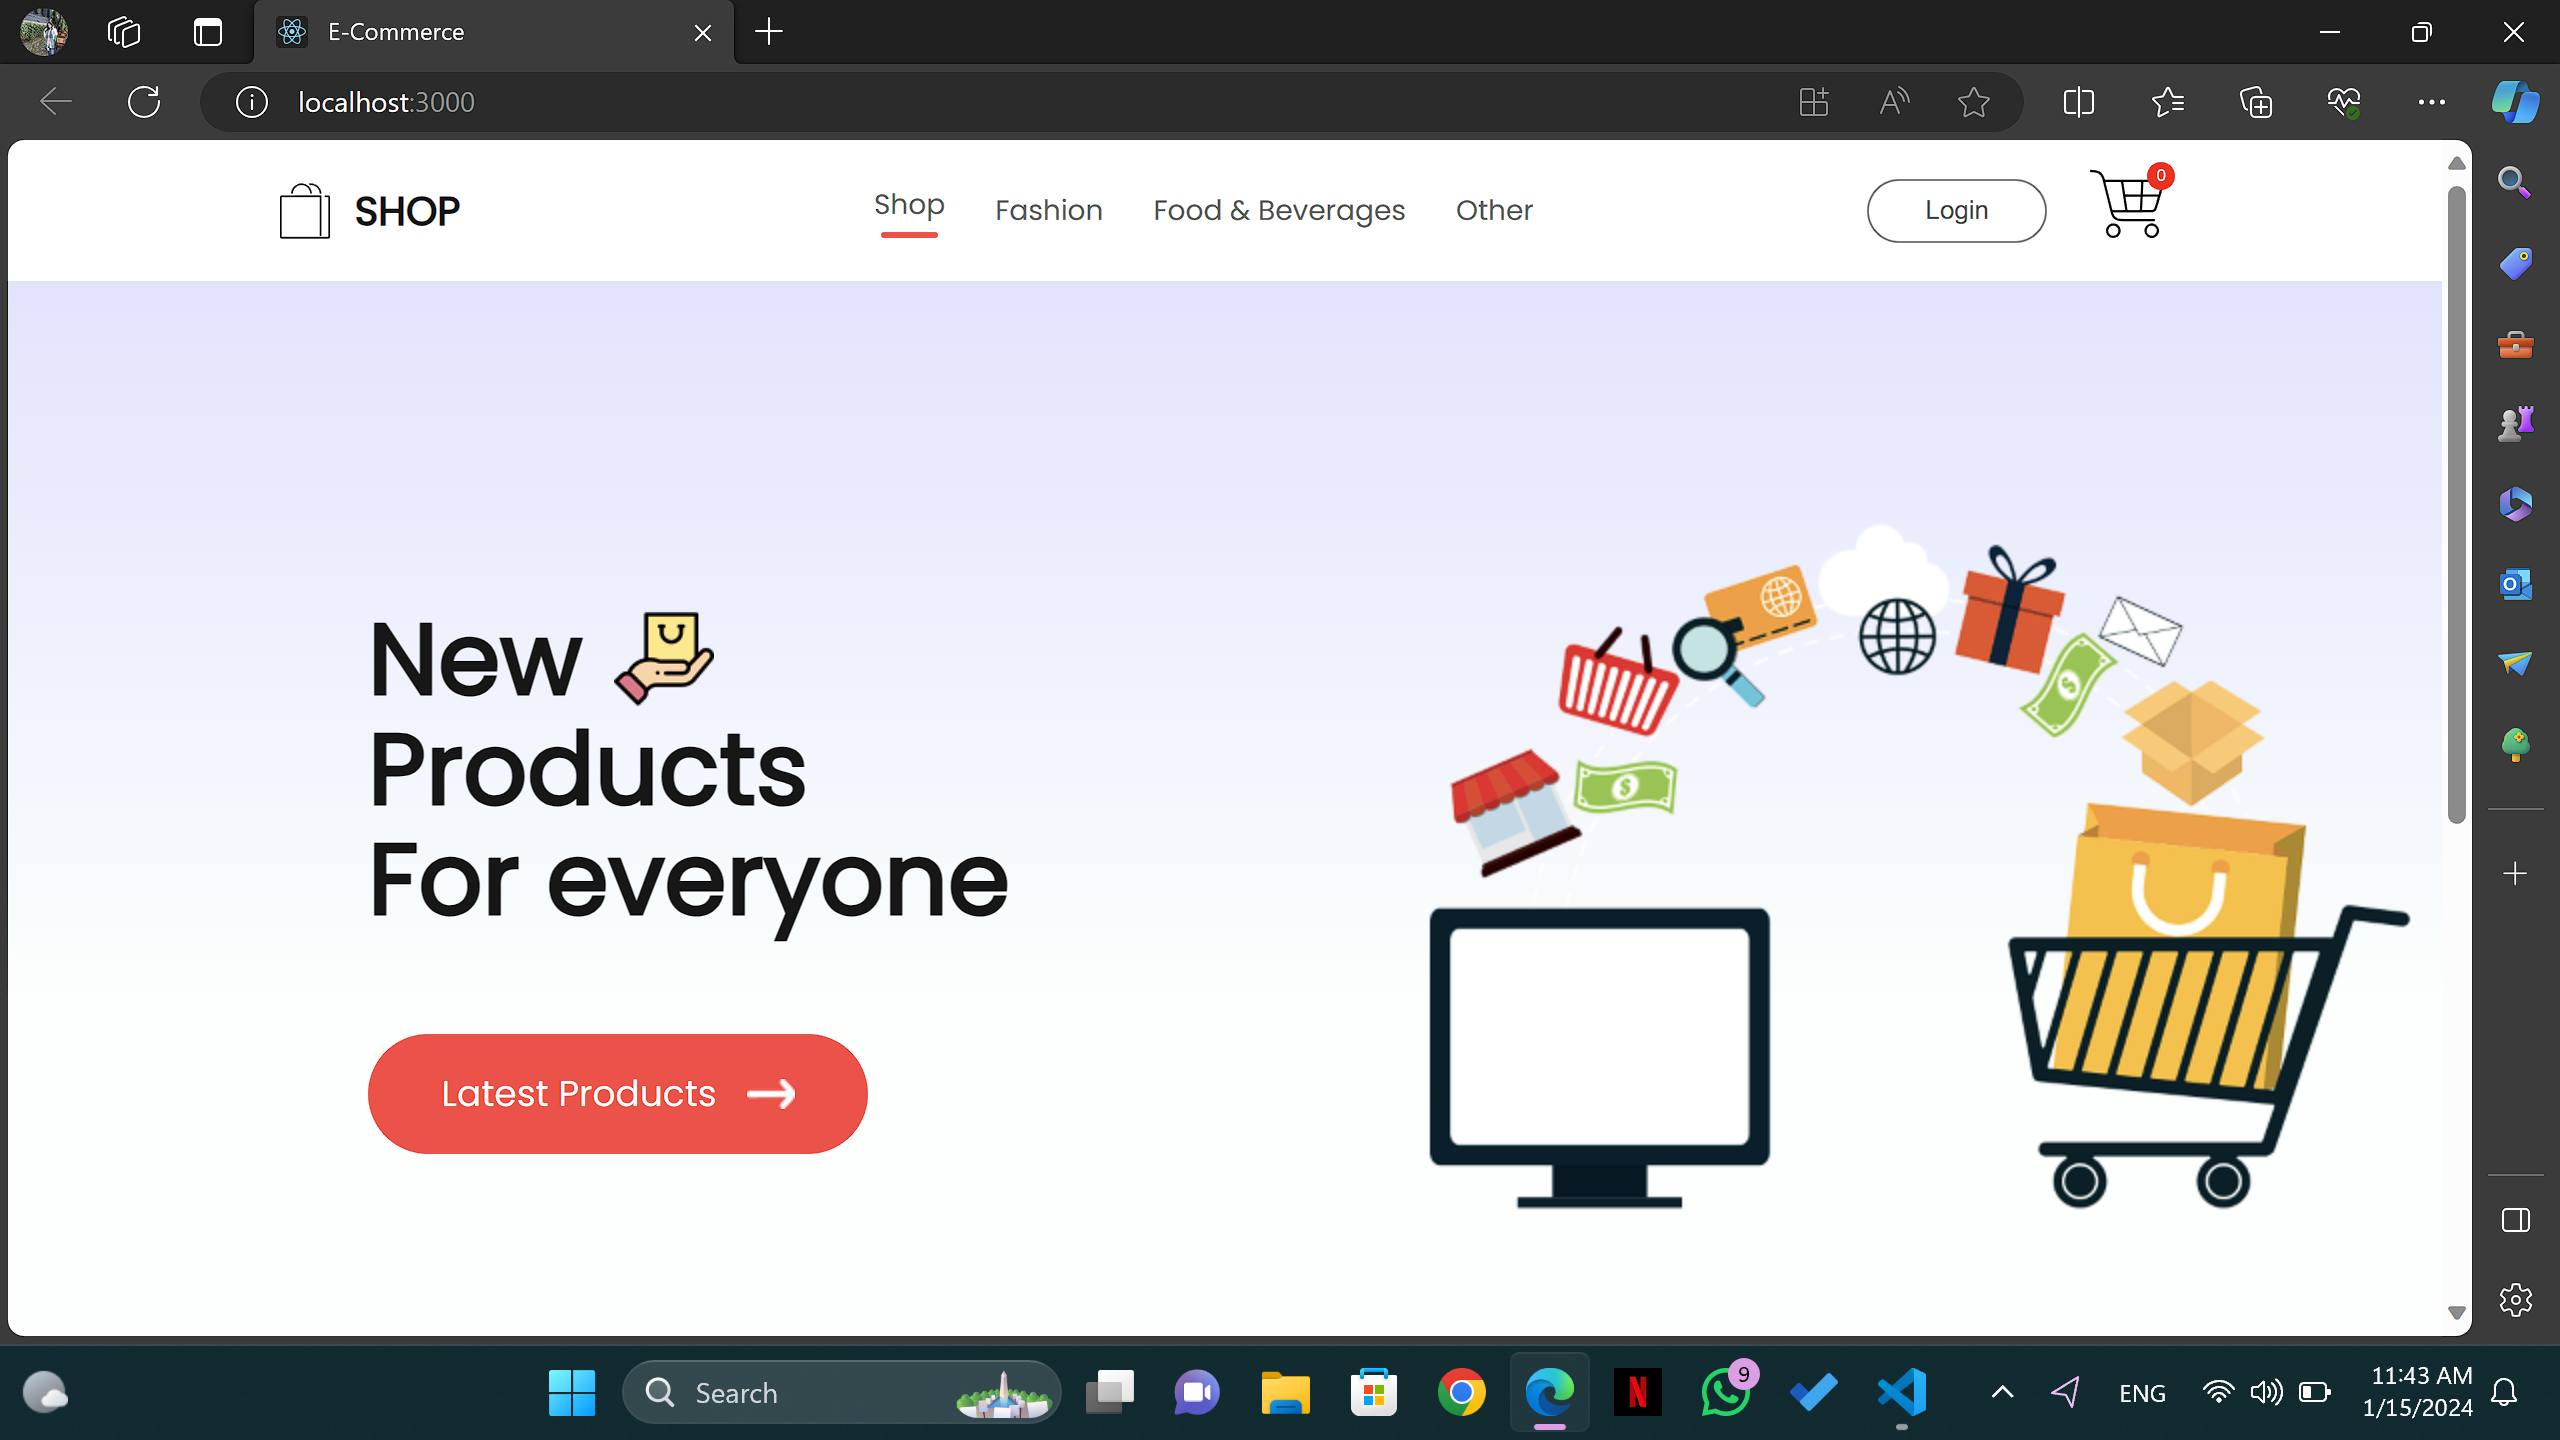 E-Commerce
localhost:3000
SHOP
Shop Fashion Food & Beverages Other
Login
0
New
Products
For everyone
Latest Products
Search
9
ENG
11:43 AM
1/15/2024